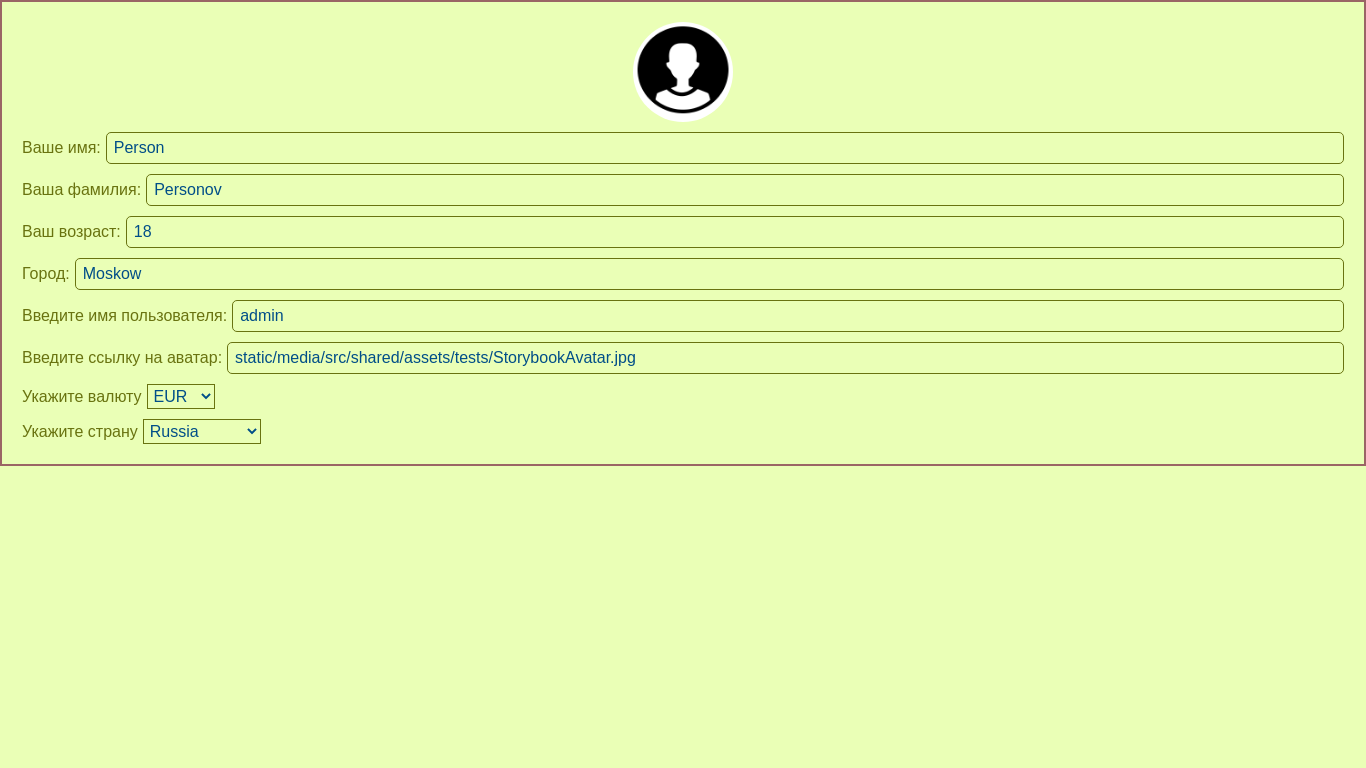 Ваше имя: Person
Ваша фамилия: Personov
Ваш возраст: 18
Город: Moskow
Введите имя пользователя: admin
Введите ссылку на аватар: static/media/src/shared/assets/tests/StorybookAvatar.jpg
Укажите валюту EUR
Укажите страну Russia